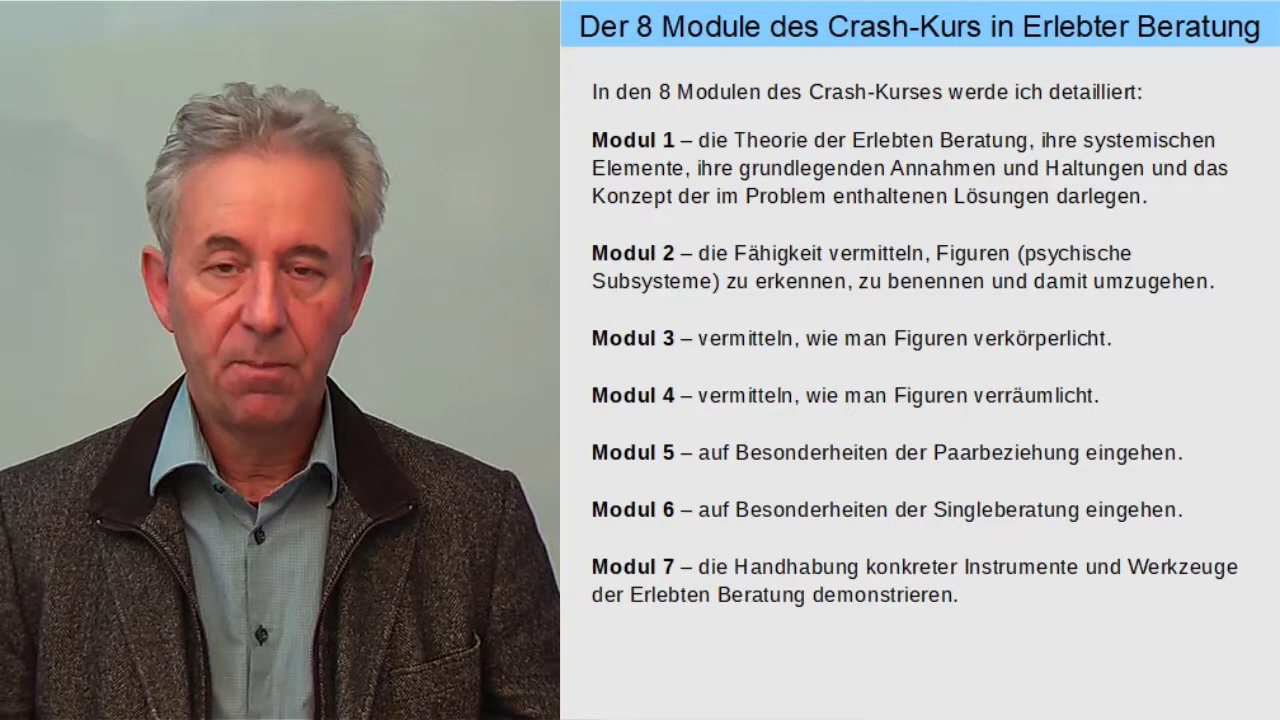 Der 8 Module des Crash-Kurs in Erlebter Beratung
In den 8 Modulen des Crash-Kurses werde ich detailliert:
Modul 1 – die Theorie der Erlebten Beratung, ihre systemischen
Elemente, ihre grundlegenden Annahmen und Haltungen und das
Konzept der im Problem enthaltenen Lösungen darlegen.
Modul 2 – die Fähigkeit vermitteln, Figuren (psychische
Subsysteme) zu erkennen, zu benennen und damit umzugehen.
Modul 3 – vermitteln, wie man Figuren verkörperlicht.
Modul 4 – vermitteln, wie man Figuren verräumlicht.
Modul 5 – auf Besonderheiten der Paarbeziehung eingehen.
Modul 6 – auf Besonderheiten der Singleberatung eingehen.
Modul 7 – die Handhabung konkreter Instrumente und Werkzeuge
der Erlebten Beratung demonstrieren.